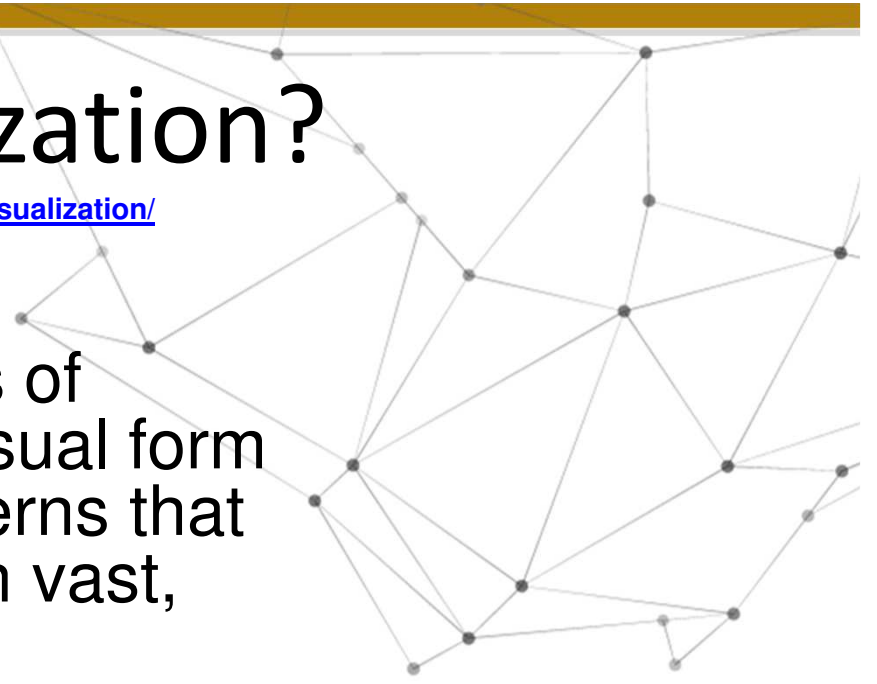 zation?
sualization/
s of
sual form
erns that
n vast,